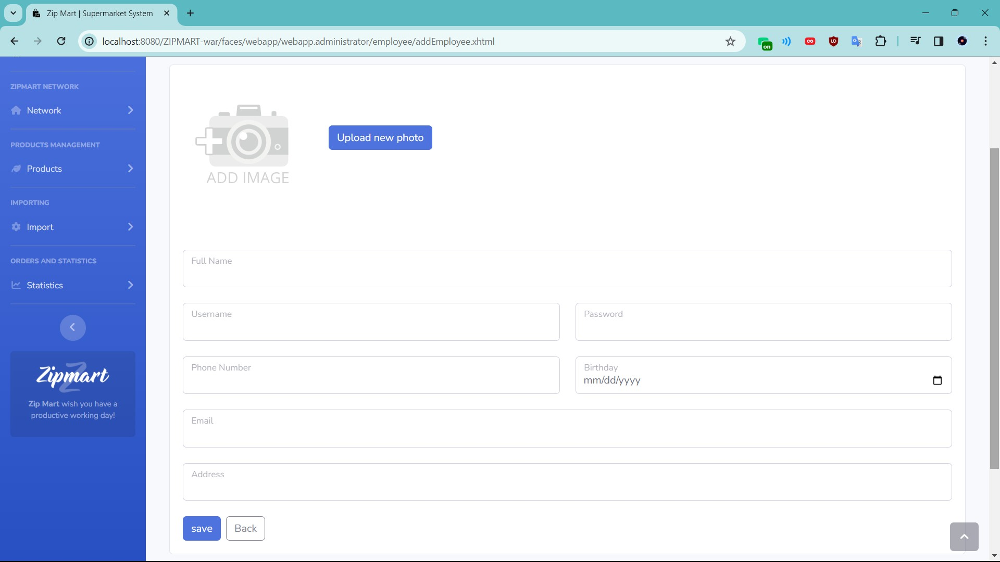 Zip Mart | Supermarket System
localhost:8080/ZIPMART-war/faces/webapp/webapp.administrator/employee/addEmployee.xhtml
on
ZIPMART NETWORK
Network
PRODUCTS MANAGEMENT
Products
IMPORTING
Import
ORDERS AND STATISTICS
Statistics
Zipmart
Zip Mart wish you have a
productive working day!
ADD IMAGE
Upload new photo
Full Name
Username
Password
Phone Number
Birthday
mm/dd/yyyy
Email
Address
save
Back